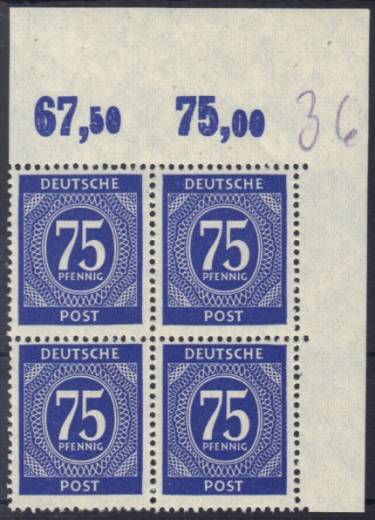 67,50 75,00 36
DEUTSCHE DEUTSCHE
75 75
PFENNIG PFENNIG
POST POST
DEUTSCHE DEUTSCHE
75 75
PFENNIG PFENNIG
POST POST